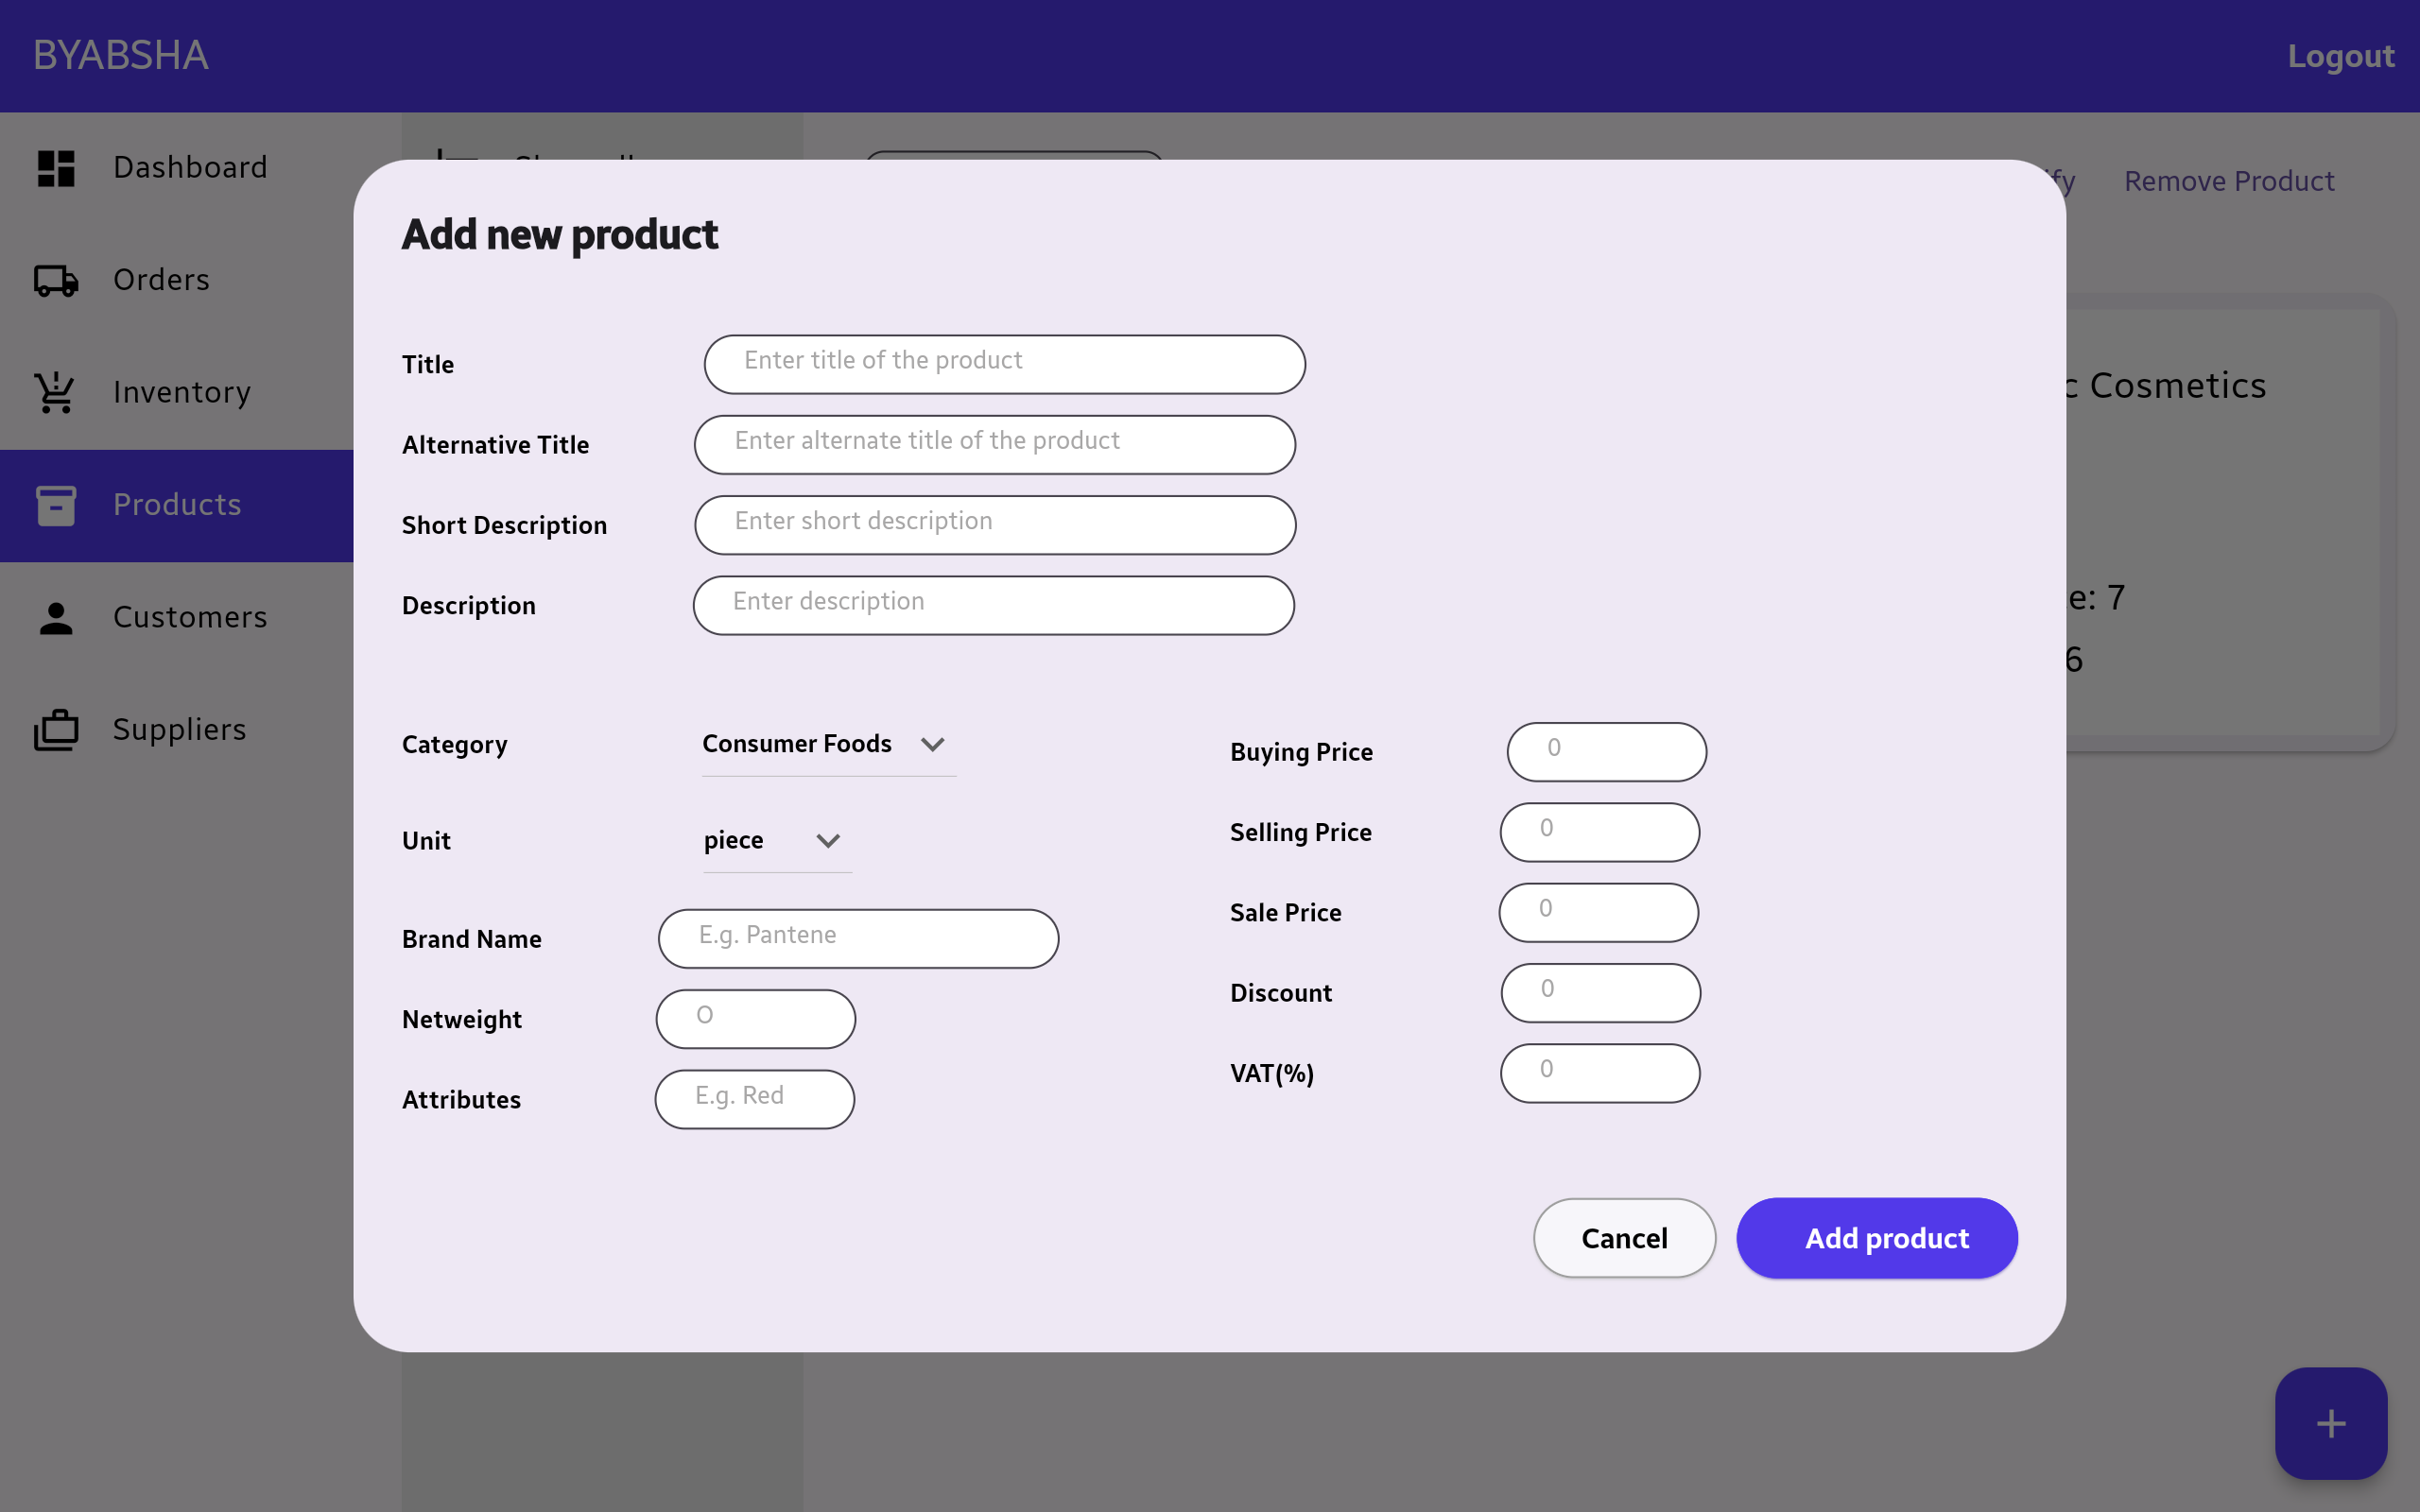 BYABSHA
Logout
Dashboard
Orders
Inventory
Products
Customers
Suppliers
Remove Product
Cosmetics
7
6
Add new product
Title
Enter title of the product
Alternative Title
Enter alternate title of the product
Short Description
Enter short description
Description
Enter description
Category
Consumer Foods
Unit
piece
Brand Name
E.g. Pantene
Netweight
O
Attributes
E.g. Red
Buying Price
0
Selling Price
0
Sale Price
0
Discount
0
VAT(%)
0
Cancel
Add product
+